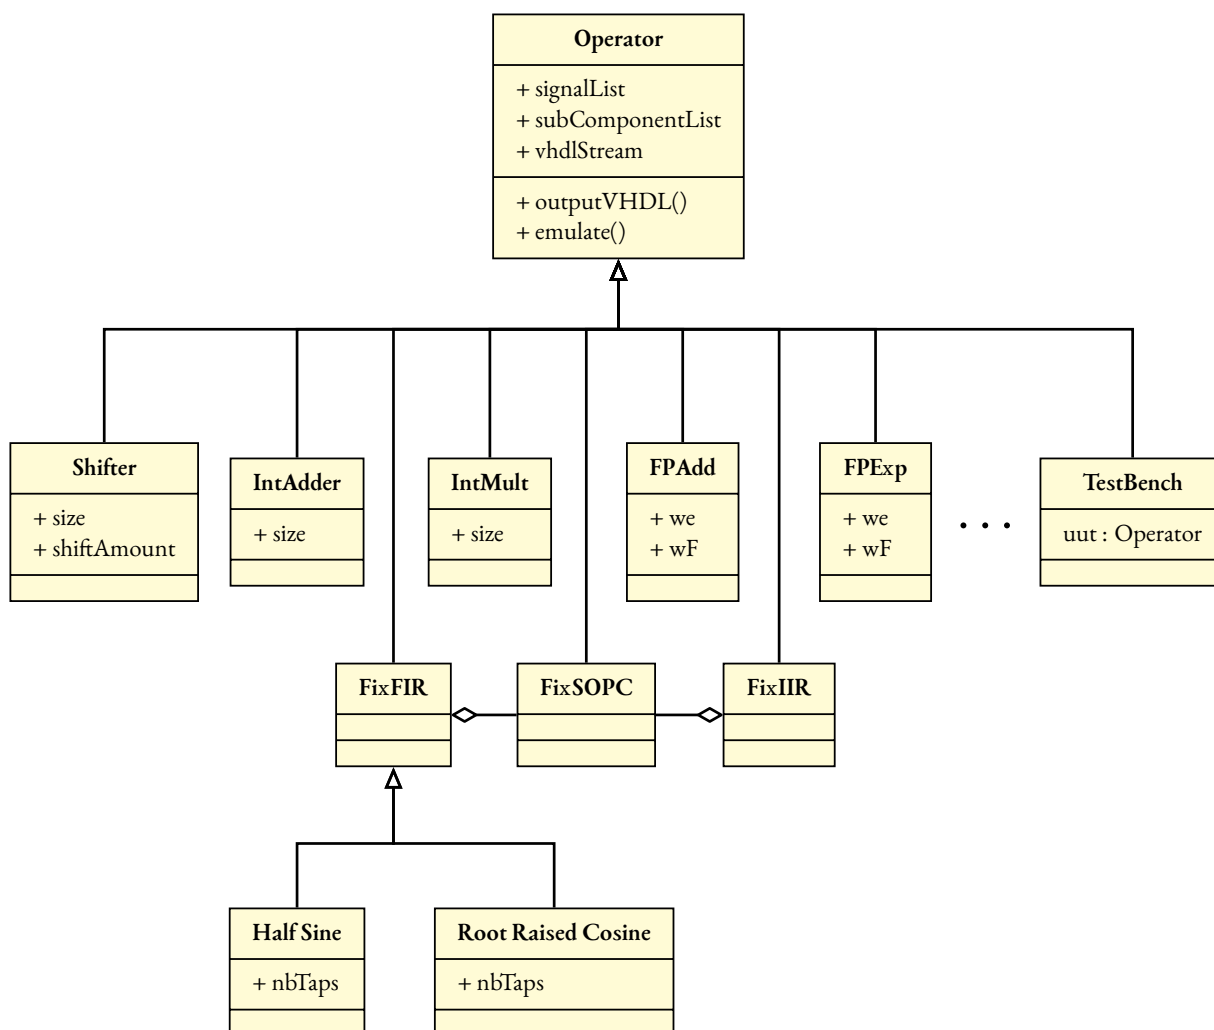 Operator
+ signalList
+ subComponentList
+ vhdlStream
+ outputVHDL()
+ emulate()
Shifter
+ size
+ shiftAmount
IntAdder
+ size
IntMult
+ size
FPAdd
+ we
+ wF
FPExp
+ we
+ wF
. . .
TestBench
uut : Operator
FixFIR
FixSOPC
FixIIR
Half Sine
+ nbTaps
Root Raised Cosine
+ nbTaps